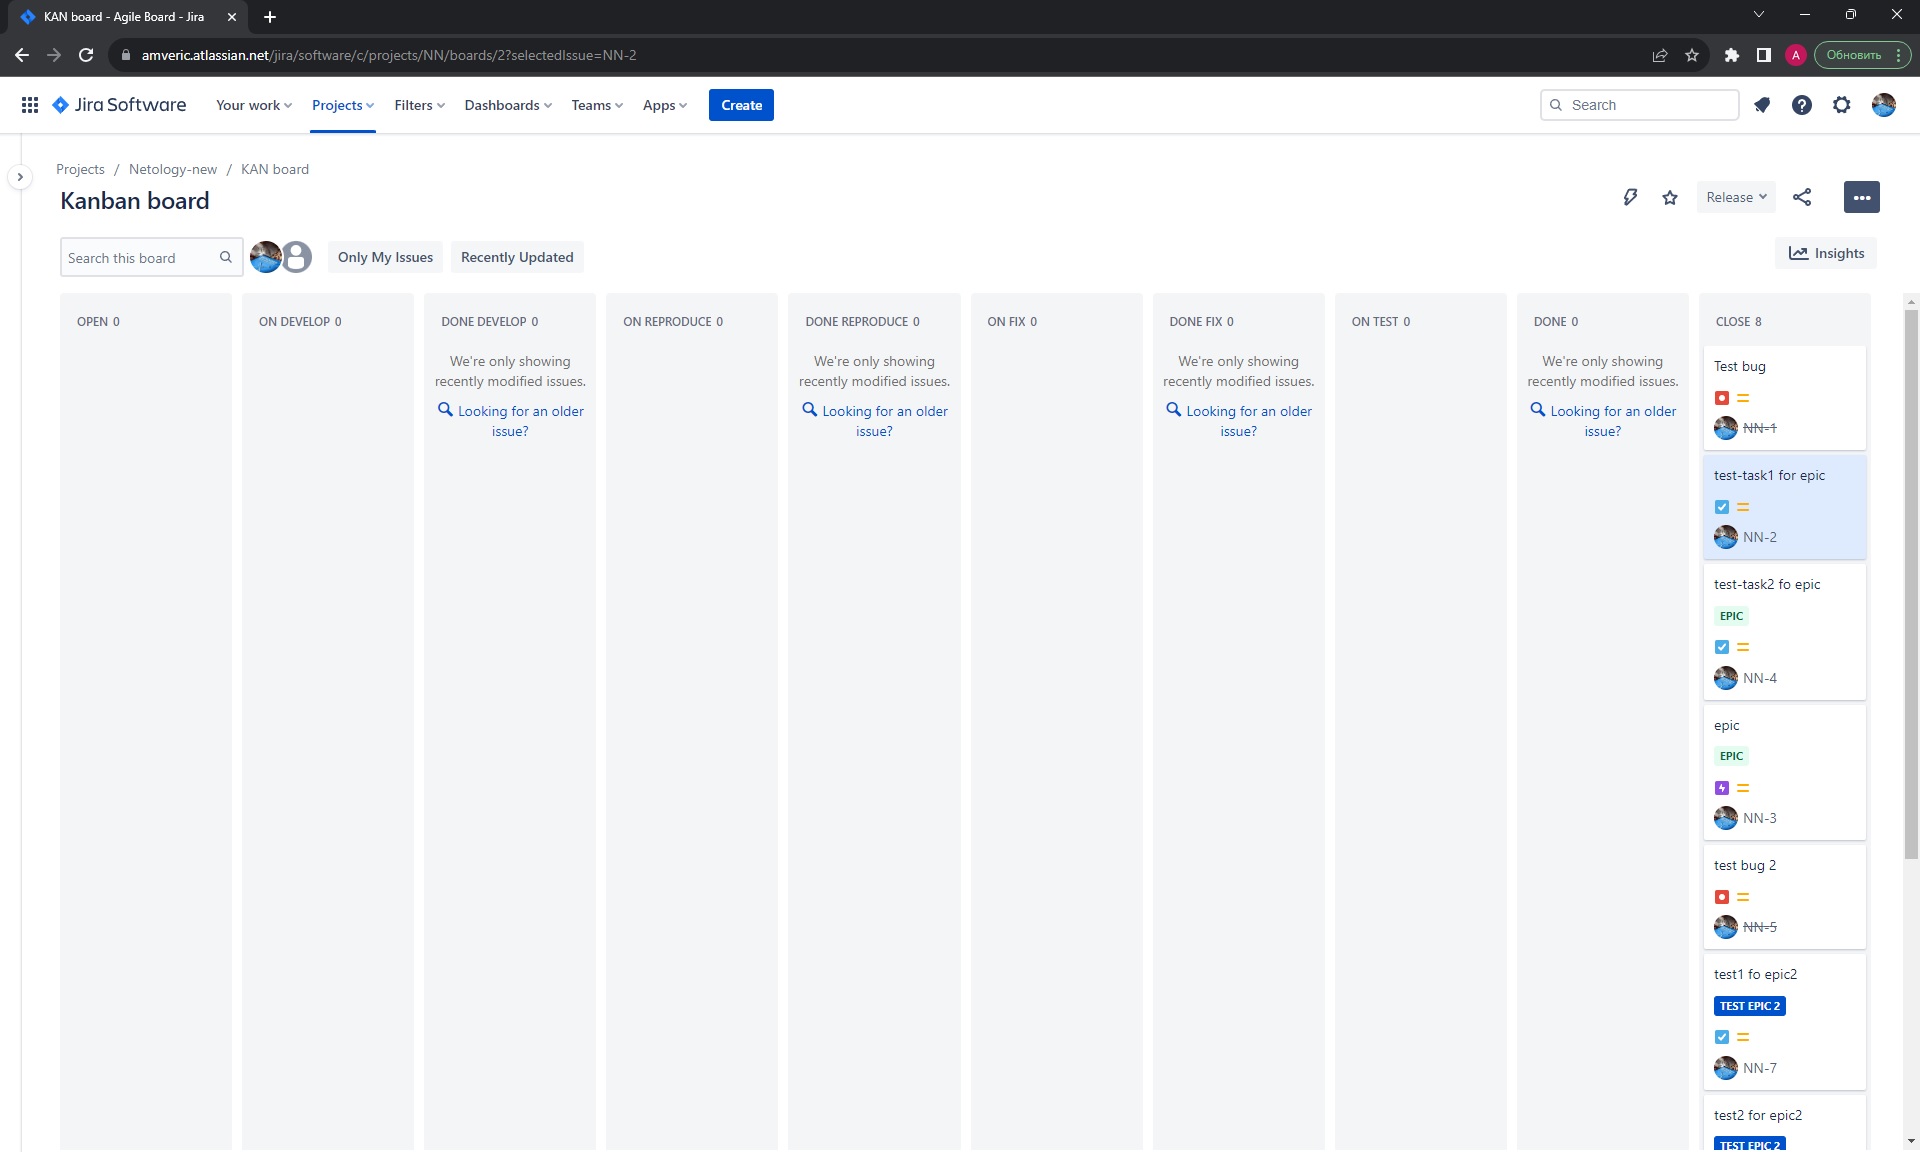 KAN board - Agile Board - Jira
amveric.atlassian.net/jira/software/c/projects/NN/boards/2?selectedIssue=NN-2
A
Обновить
Jira Software
Your work
Projects
Filters
Dashboards
Teams
Apps
Create
Search
Projects / Netology-new / KAN board
Kanban board
Release
Search this board
Only My Issues
Recently Updated
Insights
OPEN 0
ON DEVELOP 0
DONE DEVELOP 0
We're only showing
recently modified issues.
Looking for an older
issue?
ON REPRODUCE 0
DONE REPRODUCE 0
We're only showing
recently modified issues.
Looking for an older
issue?
ON FIX 0
DONE FIX 0
We're only showing
recently modified issues.
Looking for an older
issue?
ON TEST 0
DONE 0
We're only showing
recently modified issues.
Looking for an older
issue?
CLOSE 8
Test bug
NN-1
test-task1 for epic
NN-2
test-task2 fo epic
EPIC
NN-4
epic
EPIC
NN-3
test bug 2
NN-5
test1 fo epic2
TEST EPIC 2
NN-7
test2 for epic2
TEST EPIC 2